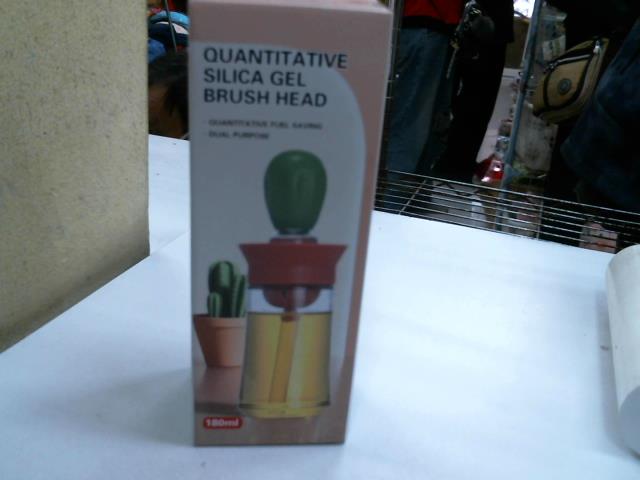 QUANTITATIVE
SILICA GEL
BRUSH HEAD
· QUANTITATIVE FUEL SAVING
· DUAL PURPOSE
180ml